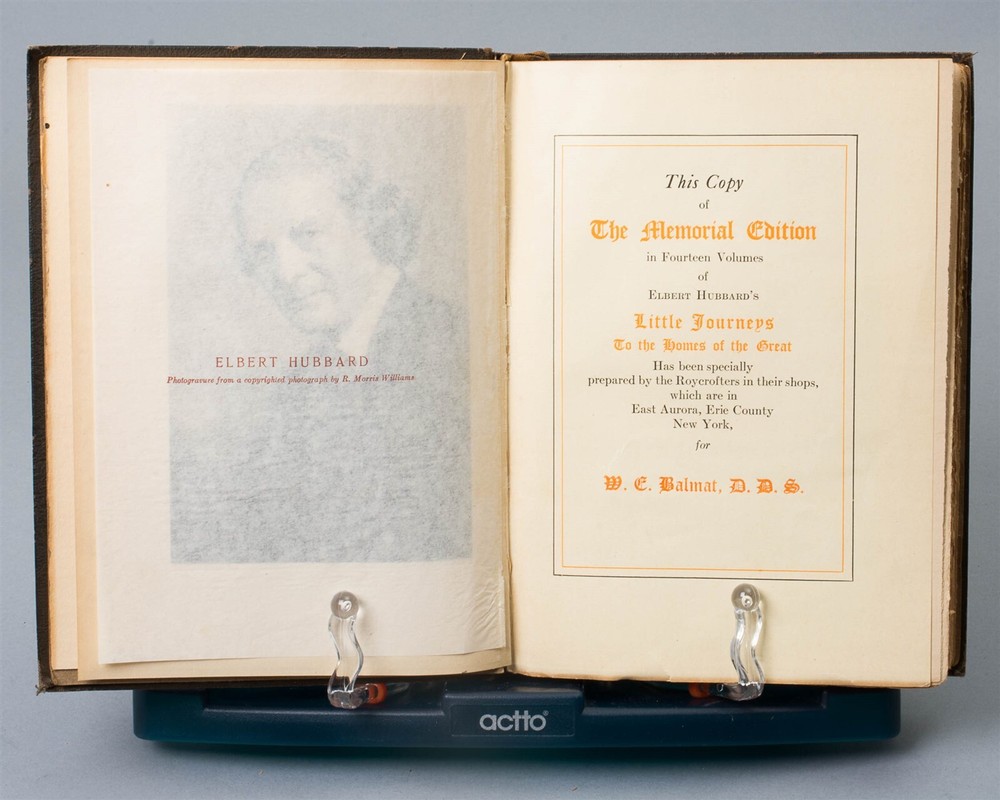 ELBERT HUBBARD
Photogravure from a copyrighted photograph by R. Morris Williams
This Copy
of
The Memorial Edition
in Fourteen Volumes
of
ELBERT HUBBARD'S
Little Journeys
To the Homes of the Great
Has been specially
prepared by the Roycrofters in their shops,
which are in
East Aurora, Erie County
New York,
for
W. E. Balmat, D. D. S.
actto®